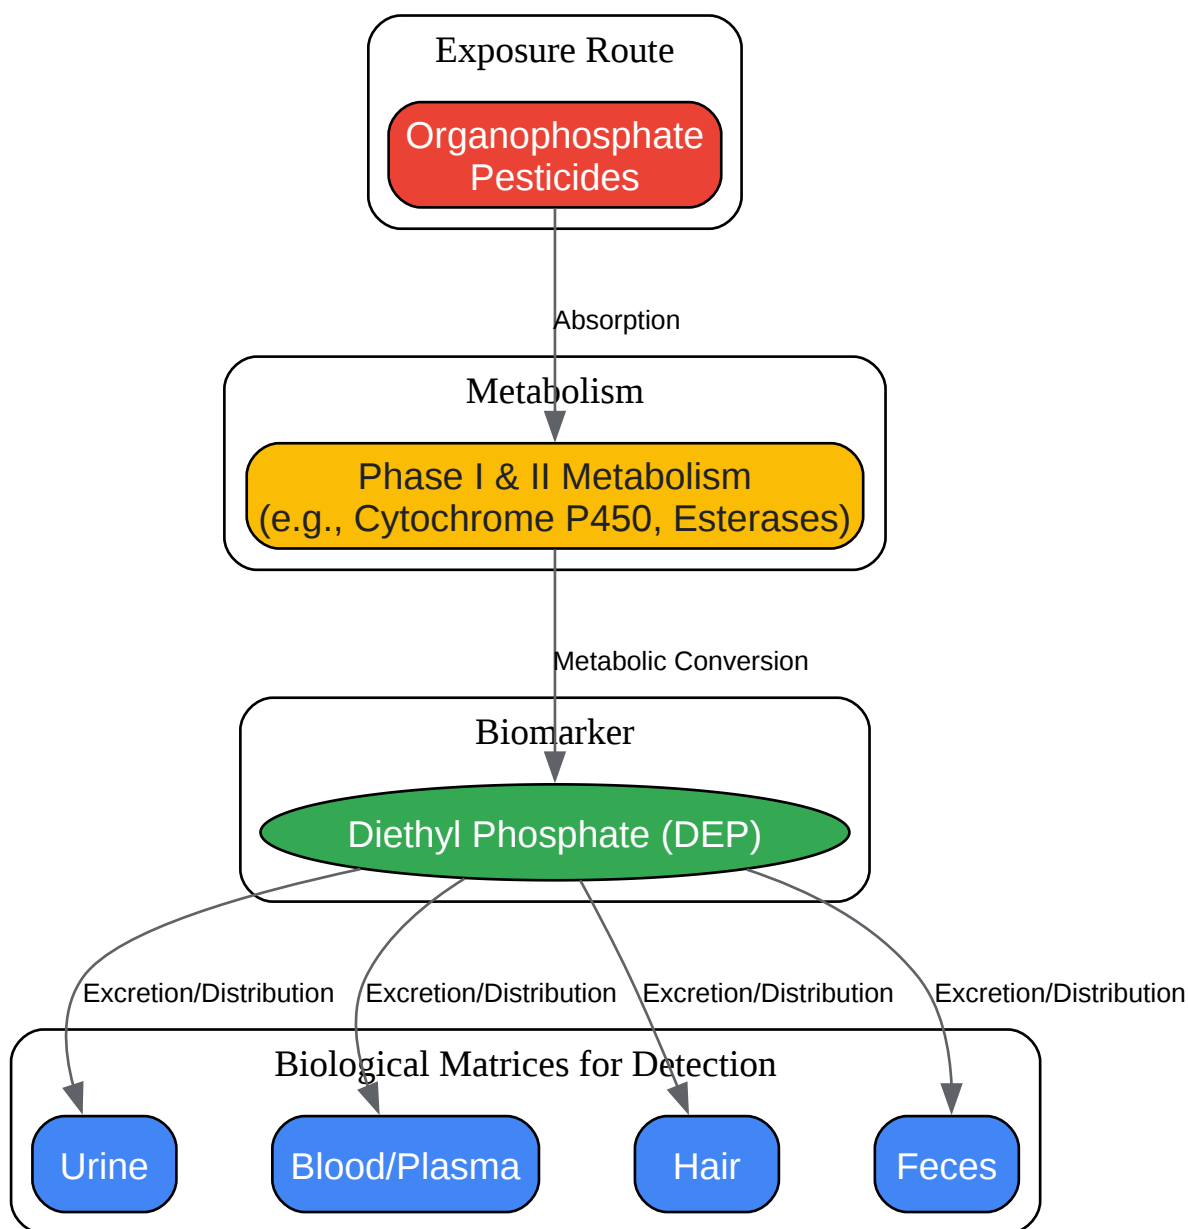 Exposure Route
Organophosphate
Pesticides
Absorption
Metabolism
Phase I & II Metabolism
(e.g., Cytochrome P450, Esterases)
Metabolic Conversion
Biomarker
Diethyl Phosphate (DEP)
Excretion/Distribution
Excretion/Distribution
Excretion/Distribution
Excretion/Distribution
Biological Matrices for Detection
Urine
Blood/Plasma
Hair
Feces